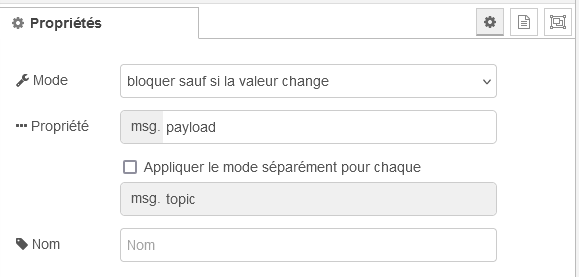 Propriétés
Mode
bloquer sauf si la valeur change
Propriété
msg. payload
Appliquer le mode séparément pour chaque
msg. topic
Nom
Nom